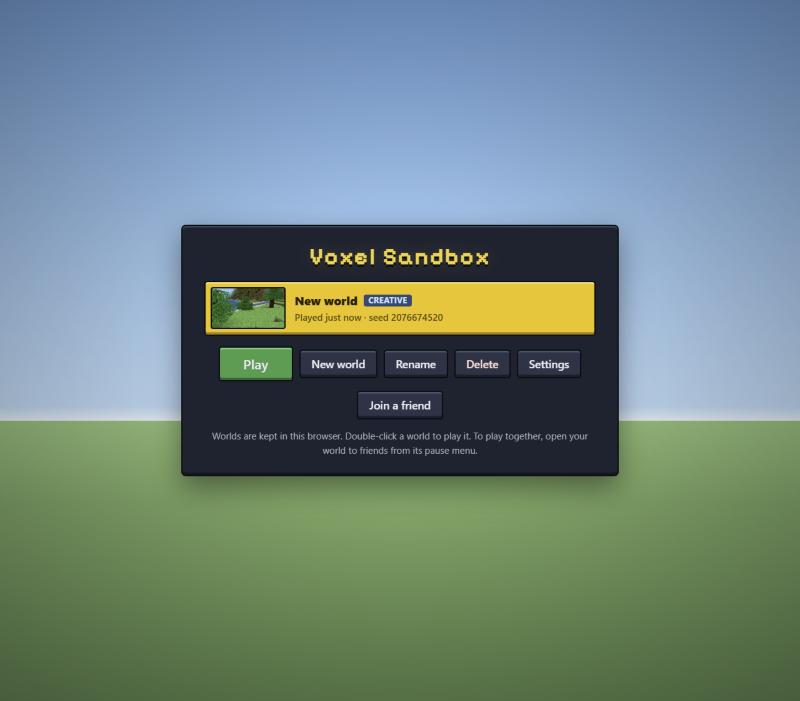 Voxel Sandbox
New world CREATIVE
Played just now · seed 2076674520
Play New world Rename Delete Settings
Join a friend
Worlds are kept in this browser. Double-click a world to play it. To play together, open your
world to friends from its pause menu.